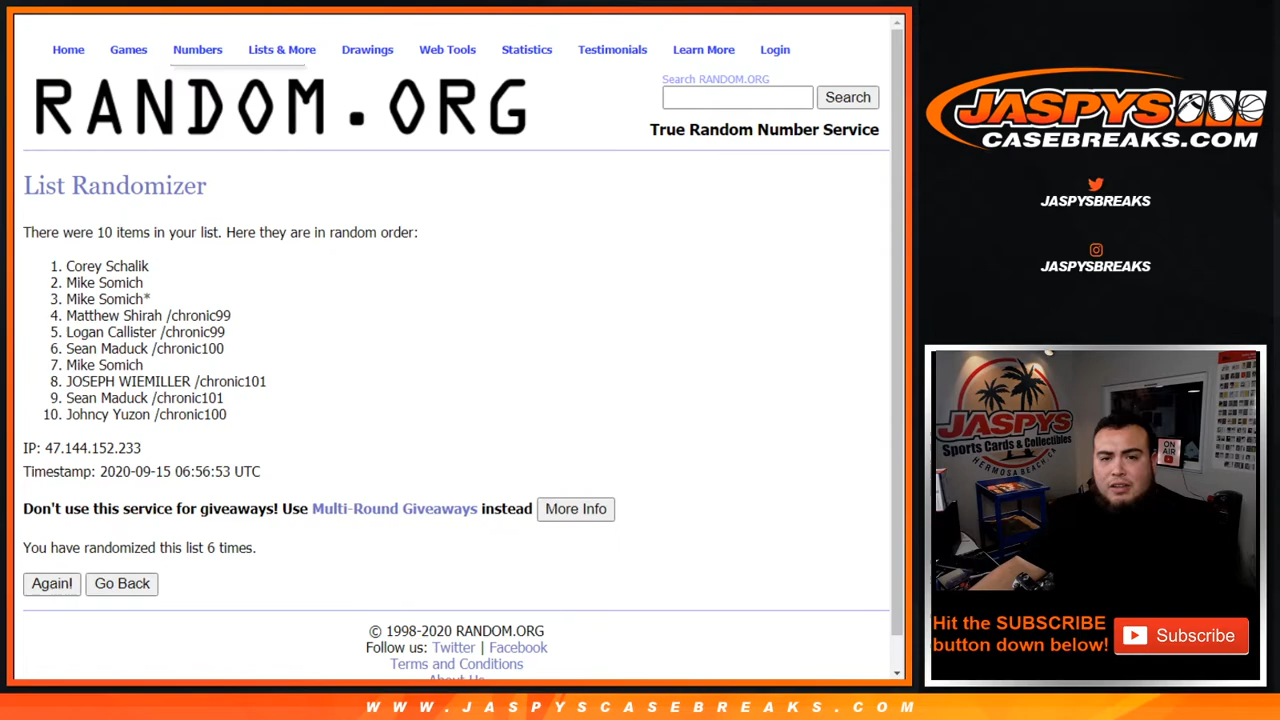 Home Games Numbers Lists & More Drawings Web Tools Statistics Testimonials Learn More Login
RANDOM.ORG
Search RANDOM.ORG
Search
True Random Number Service
List Randomizer
There were 10 items in your list. Here they are in random order:
1. Corey Schalik
2. Mike Somich
3. Mike Somich*
4. Matthew Shirah /chronic99
5. Logan Callister /chronic99
6. Sean Maduck /chronic100
7. Mike Somich
8. JOSEPH WIEMILLER /chronic101
9. Sean Maduck /chronic101
10. Johncy Yuzon /chronic100
IP: 47.144.152.233
Timestamp: 2020-09-15 06:56:53 UTC
Don't use this service for giveaways! Use Multi-Round Giveaways instead More Info
You have randomized this list 6 times.
Again! Go Back
© 1998-2020 RANDOM.ORG
Follow us: Twitter | Facebook
Terms and Conditions
About Us
JASPYS
CASEBREAKS.COM
JASPYSBREAKS
JASPYSBREAKS
JASPYS
Sports Cards & Collectibles
HERMOSA BEACH, CA
ON AIR
Hit the SUBSCRIBE
button down below!
Subscribe
WWW.JASPYSCASEBREAKS.COM